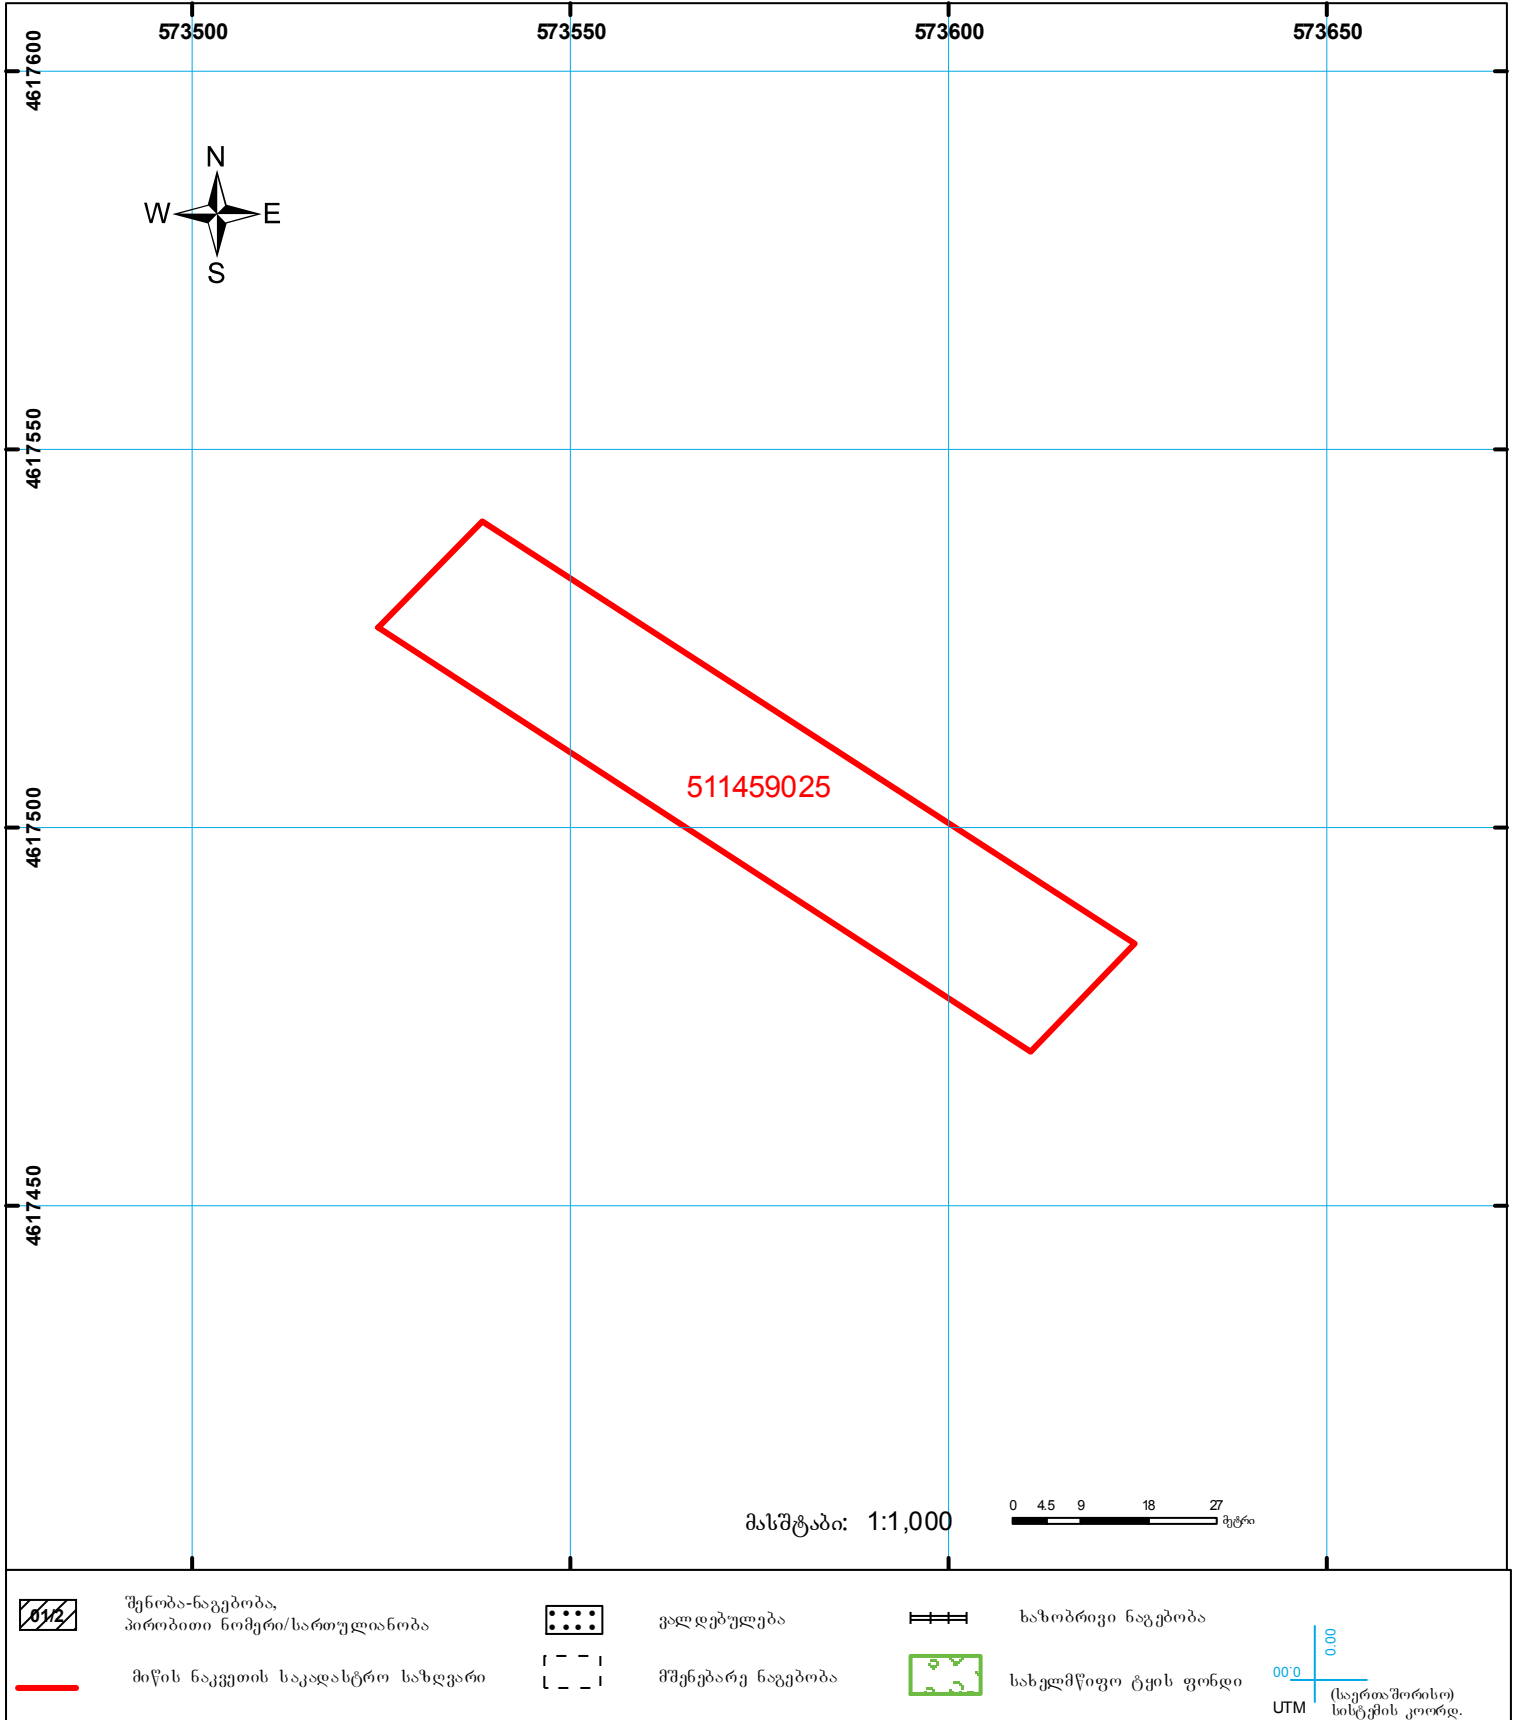 573500 573550 573600 573650
4617600
N
W E
S
4617550
511459025
4617500
4617450
მასშტაბი: 1:1,000
0 4.5 9 18 27
მეტრი
01/2
შენობა-ნაგებობა,
პირობითი ნომერი/სართულიანობა
ვალდებულება
ხაზობრივი ნაგებობა
მიწის ნაკვეთის საკადასტრო საზღვარი
მშენებარე ნაგებობა
სახელმწიფო ტყის ფონდი
00.0
0.00
UTM
(საერთაშორისო)
სისტემის კოორდ.